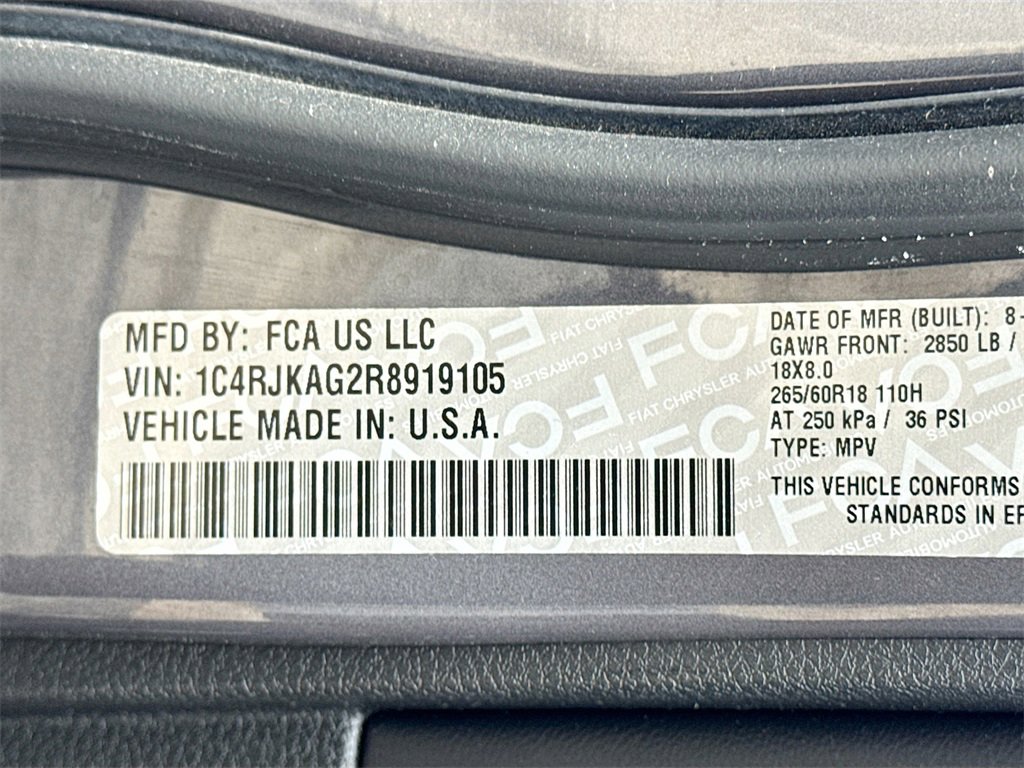 MFD BY: FCA US LLC
VIN: 1C4RJKAG2R8919105
VEHICLE MADE IN: U.S.A.
DATE OF MFR (BUILT): 8-
GAWR FRONT: 2850 LB /
18X8.0
265/60R18 110H
AT 250 kPa / 36 PSI
TYPE: MPV
THIS VEHICLE CONFORMS
STANDARDS IN EF